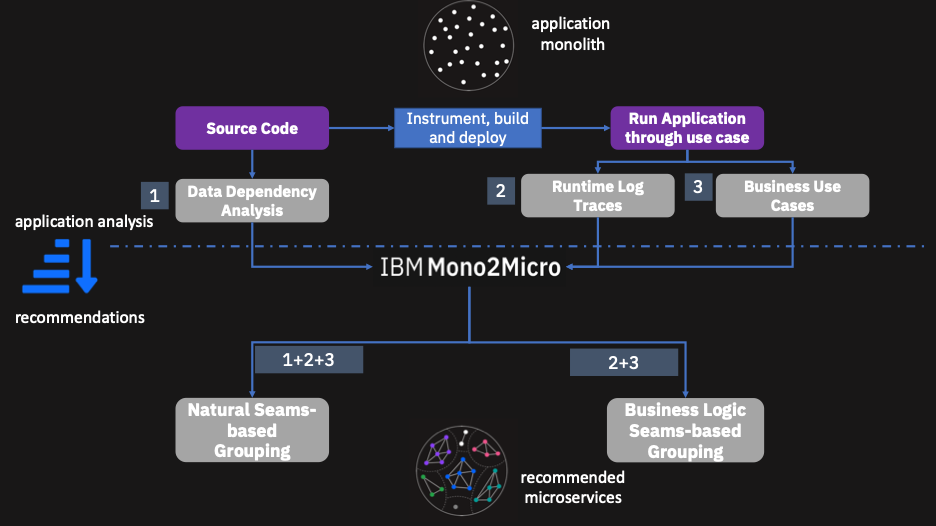 application
monolith
Source Code
Instrument, build
and deploy
Run Application
through use case
1
Data Dependency
Analysis
2
Runtime Log
Traces
3
Business Use
Cases
application analysis
IBM Mono2Micro
recommendations
1+2+3
2+3
Natural Seams-
based
Grouping
Business Logic
Seams-based
Grouping
recommended
microservices